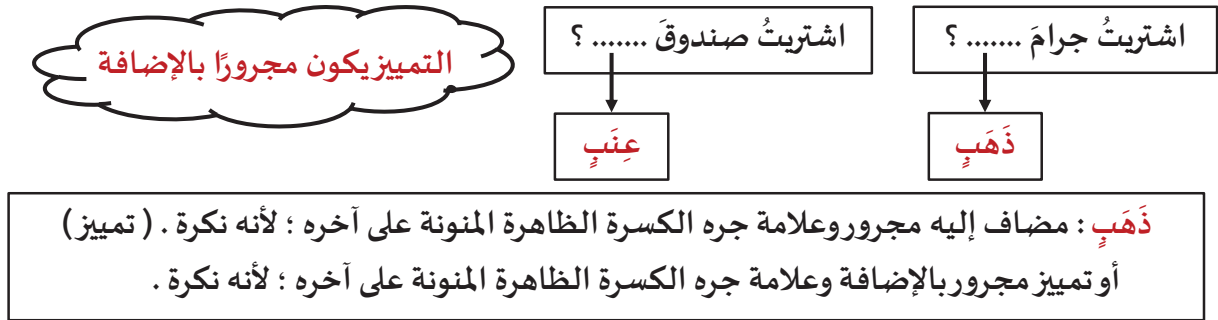 اشتريتُ جرامَ ....... ؟
اشتريتُ صندوقَ ....... ؟
التمييز يكون مجرورًا بالإضافة
ذَهَبٍ
عِنَبٍ
ذَهَبٍ : مضاف إليه مجرور وعلامة جره الكسرة الظاهرة المنونة على آخره ؛ لأنه نكرة . ( تمييز )
أو تمييز مجرور بالإضافة وعلامة جره الكسرة الظاهرة المنونة على آخره ؛ لأنه نكرة .